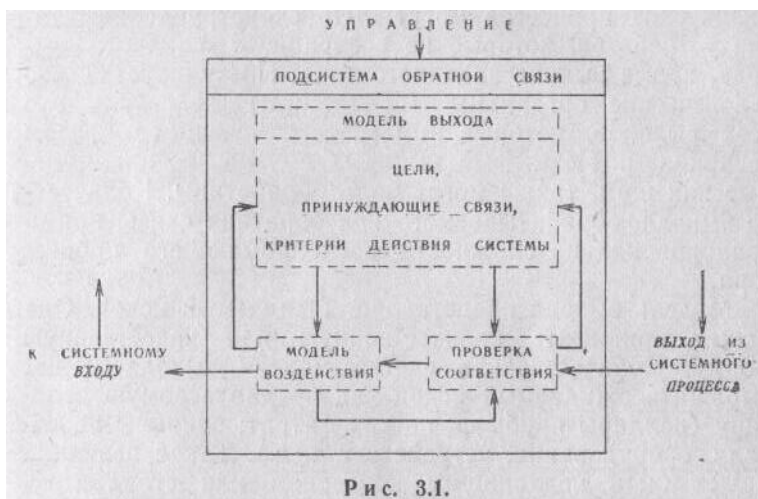 УПРАВЛЕНИЕ
ПОДСИСТЕМА ОБРАТНОЙ СВЯЗИ
МОДЕЛЬ ВЫХОДА
ЦЕЛИ,
ПРИНУЖДАЮЩИЕ СВЯЗИ,
КРИТЕРИИ ДЕЙСТВИЯ СИСТЕМЫ
К СИСТЕМНОМУ
ВХОДУ
МОДЕЛЬ
ВОЗДЕЙСТВИЯ
ПРОВЕРКА
СООТВЕТСТВИЯ
ВЫХОД ИЗ
СИСТЕМНОГО
ПРОЦЕССА
Рис. 3.1.